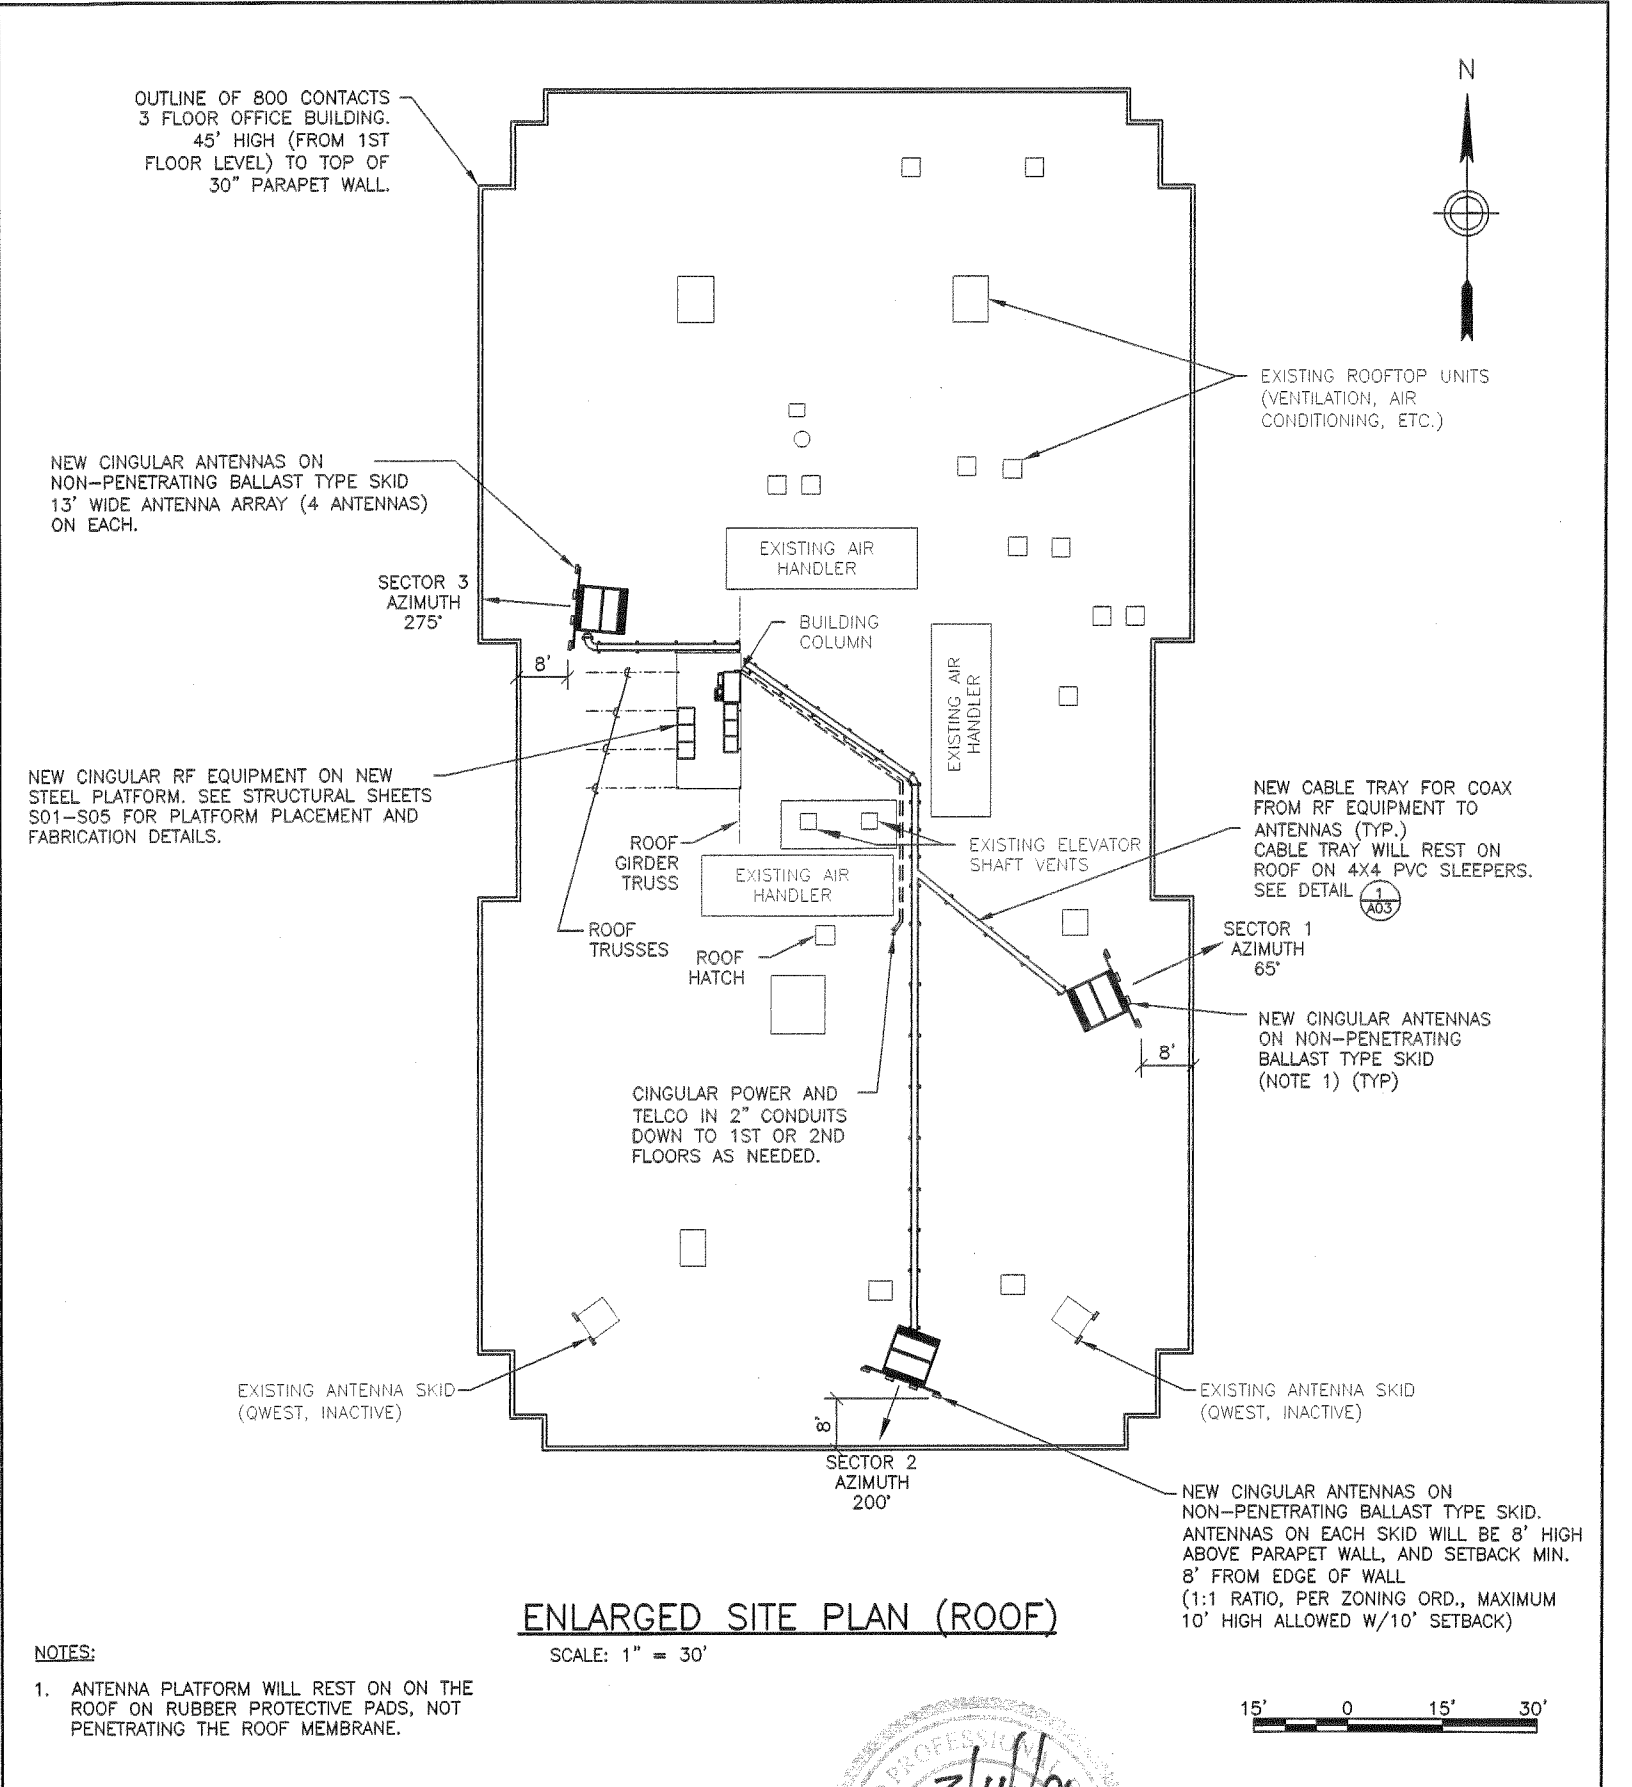 OUTLINE OF 800 CONTACTS
3 FLOOR OFFICE BUILDING.
45' HIGH (FROM 1ST
FLOOR LEVEL) TO TOP OF
30" PARAPET WALL.
N
EXISTING ROOFTOP UNITS
(VENTILATION, AIR
CONDITIONING, ETC.)
NEW CINGULAR ANTENNAS ON
NON-PENETRATING BALLAST TYPE SKID
13' WIDE ANTENNA ARRAY (4 ANTENNAS)
ON EACH.
EXISTING AIR
HANDLER
SECTOR 3
AZIMUTH
275°
BUILDING
COLUMN
8'
EXISTING AIR
HANDLER
NEW CINGULAR RF EQUIPMENT ON NEW
STEEL PLATFORM. SEE STRUCTURAL SHEETS
S01-S05 FOR PLATFORM PLACEMENT AND
FABRICATION DETAILS.
NEW CABLE TRAY FOR COAX
FROM RF EQUIPMENT TO
ANTENNAS (TYP.)
CABLE TRAY WILL REST ON
ROOF ON 4X4 PVC SLEEPERS.
SEE DETAIL 1
A03
ROOF
GIRDER
TRUSS
EXISTING ELEVATOR
SHAFT VENTS
EXISTING AIR
HANDLER
ROOF
TRUSSES
ROOF
HATCH
SECTOR 1
AZIMUTH
65°
NEW CINGULAR ANTENNAS
ON NON-PENETRATING
BALLAST TYPE SKID
(NOTE 1) (TYP)
8'
CINGULAR POWER AND
TELCO IN 2" CONDUITS
DOWN TO 1ST OR 2ND
FLOORS AS NEEDED.
EXISTING ANTENNA SKID
(QWEST, INACTIVE)
EXISTING ANTENNA SKID
(QWEST, INACTIVE)
8'
SECTOR 2
AZIMUTH
200°
NEW CINGULAR ANTENNAS ON
NON-PENETRATING BALLAST TYPE SKID.
ANTENNAS ON EACH SKID WILL BE 8' HIGH
ABOVE PARAPET WALL, AND SETBACK MIN.
8' FROM EDGE OF WALL
(1:1 RATIO, PER ZONING ORD., MAXIMUM
10' HIGH ALLOWED W/10' SETBACK)
ENLARGED SITE PLAN (ROOF)
SCALE: 1" = 30'
NOTES:
1. ANTENNA PLATFORM WILL REST ON ON THE
ROOF ON RUBBER PROTECTIVE PADS, NOT
PENETRATING THE ROOF MEMBRANE.
15' 0 15' 30'
PROFESSIONAL